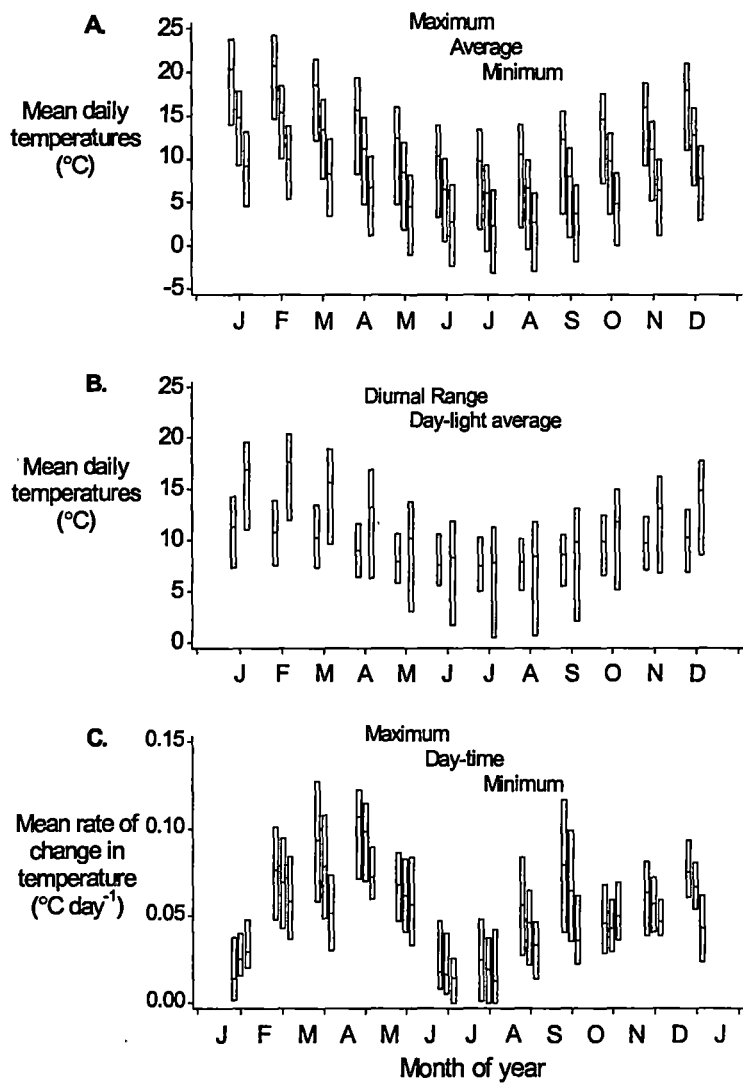 A.
Maximum
Average
Minimum
Mean daily
temperatures
(°C)
25
20
15
10
5
0
-5
J F M A M J J A S O N D
B.
Diurnal Range
Day-light average
Mean daily
temperatures
(°C)
25
20
15
10
5
0
J F M A M J J A S O N D
C.
Maximum
Day-time
Minimum
Mean rate of
change in
temperature
(°C day⁻¹)
0.15
0.10
0.05
0.00
J F M A M J J A S O N D J
Month of year